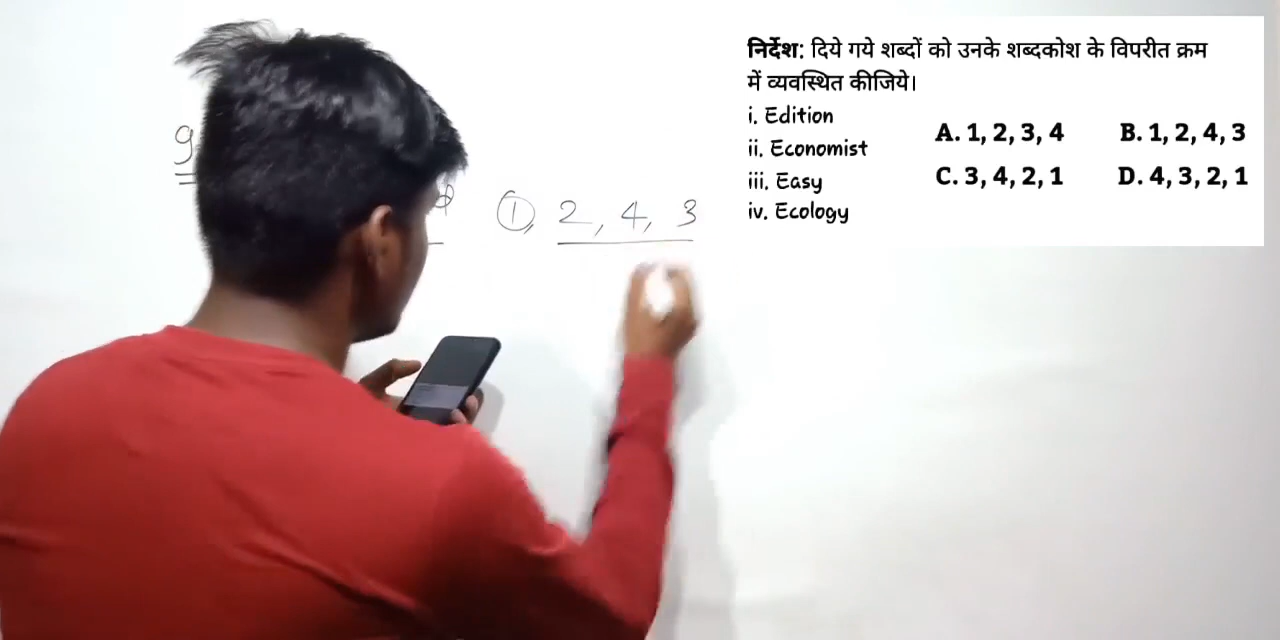 निर्देश: दिये गये शब्दों को उनके शब्दकोश के विपरीत क्रम
में व्यवस्थित कीजिये।
i. Edition
ii. Economist
iii. Easy
iv. Ecology
A. 1, 2, 3, 4 B. 1, 2, 4, 3
C. 3, 4, 2, 1 D. 4, 3, 2, 1
1, 2, 4, 3